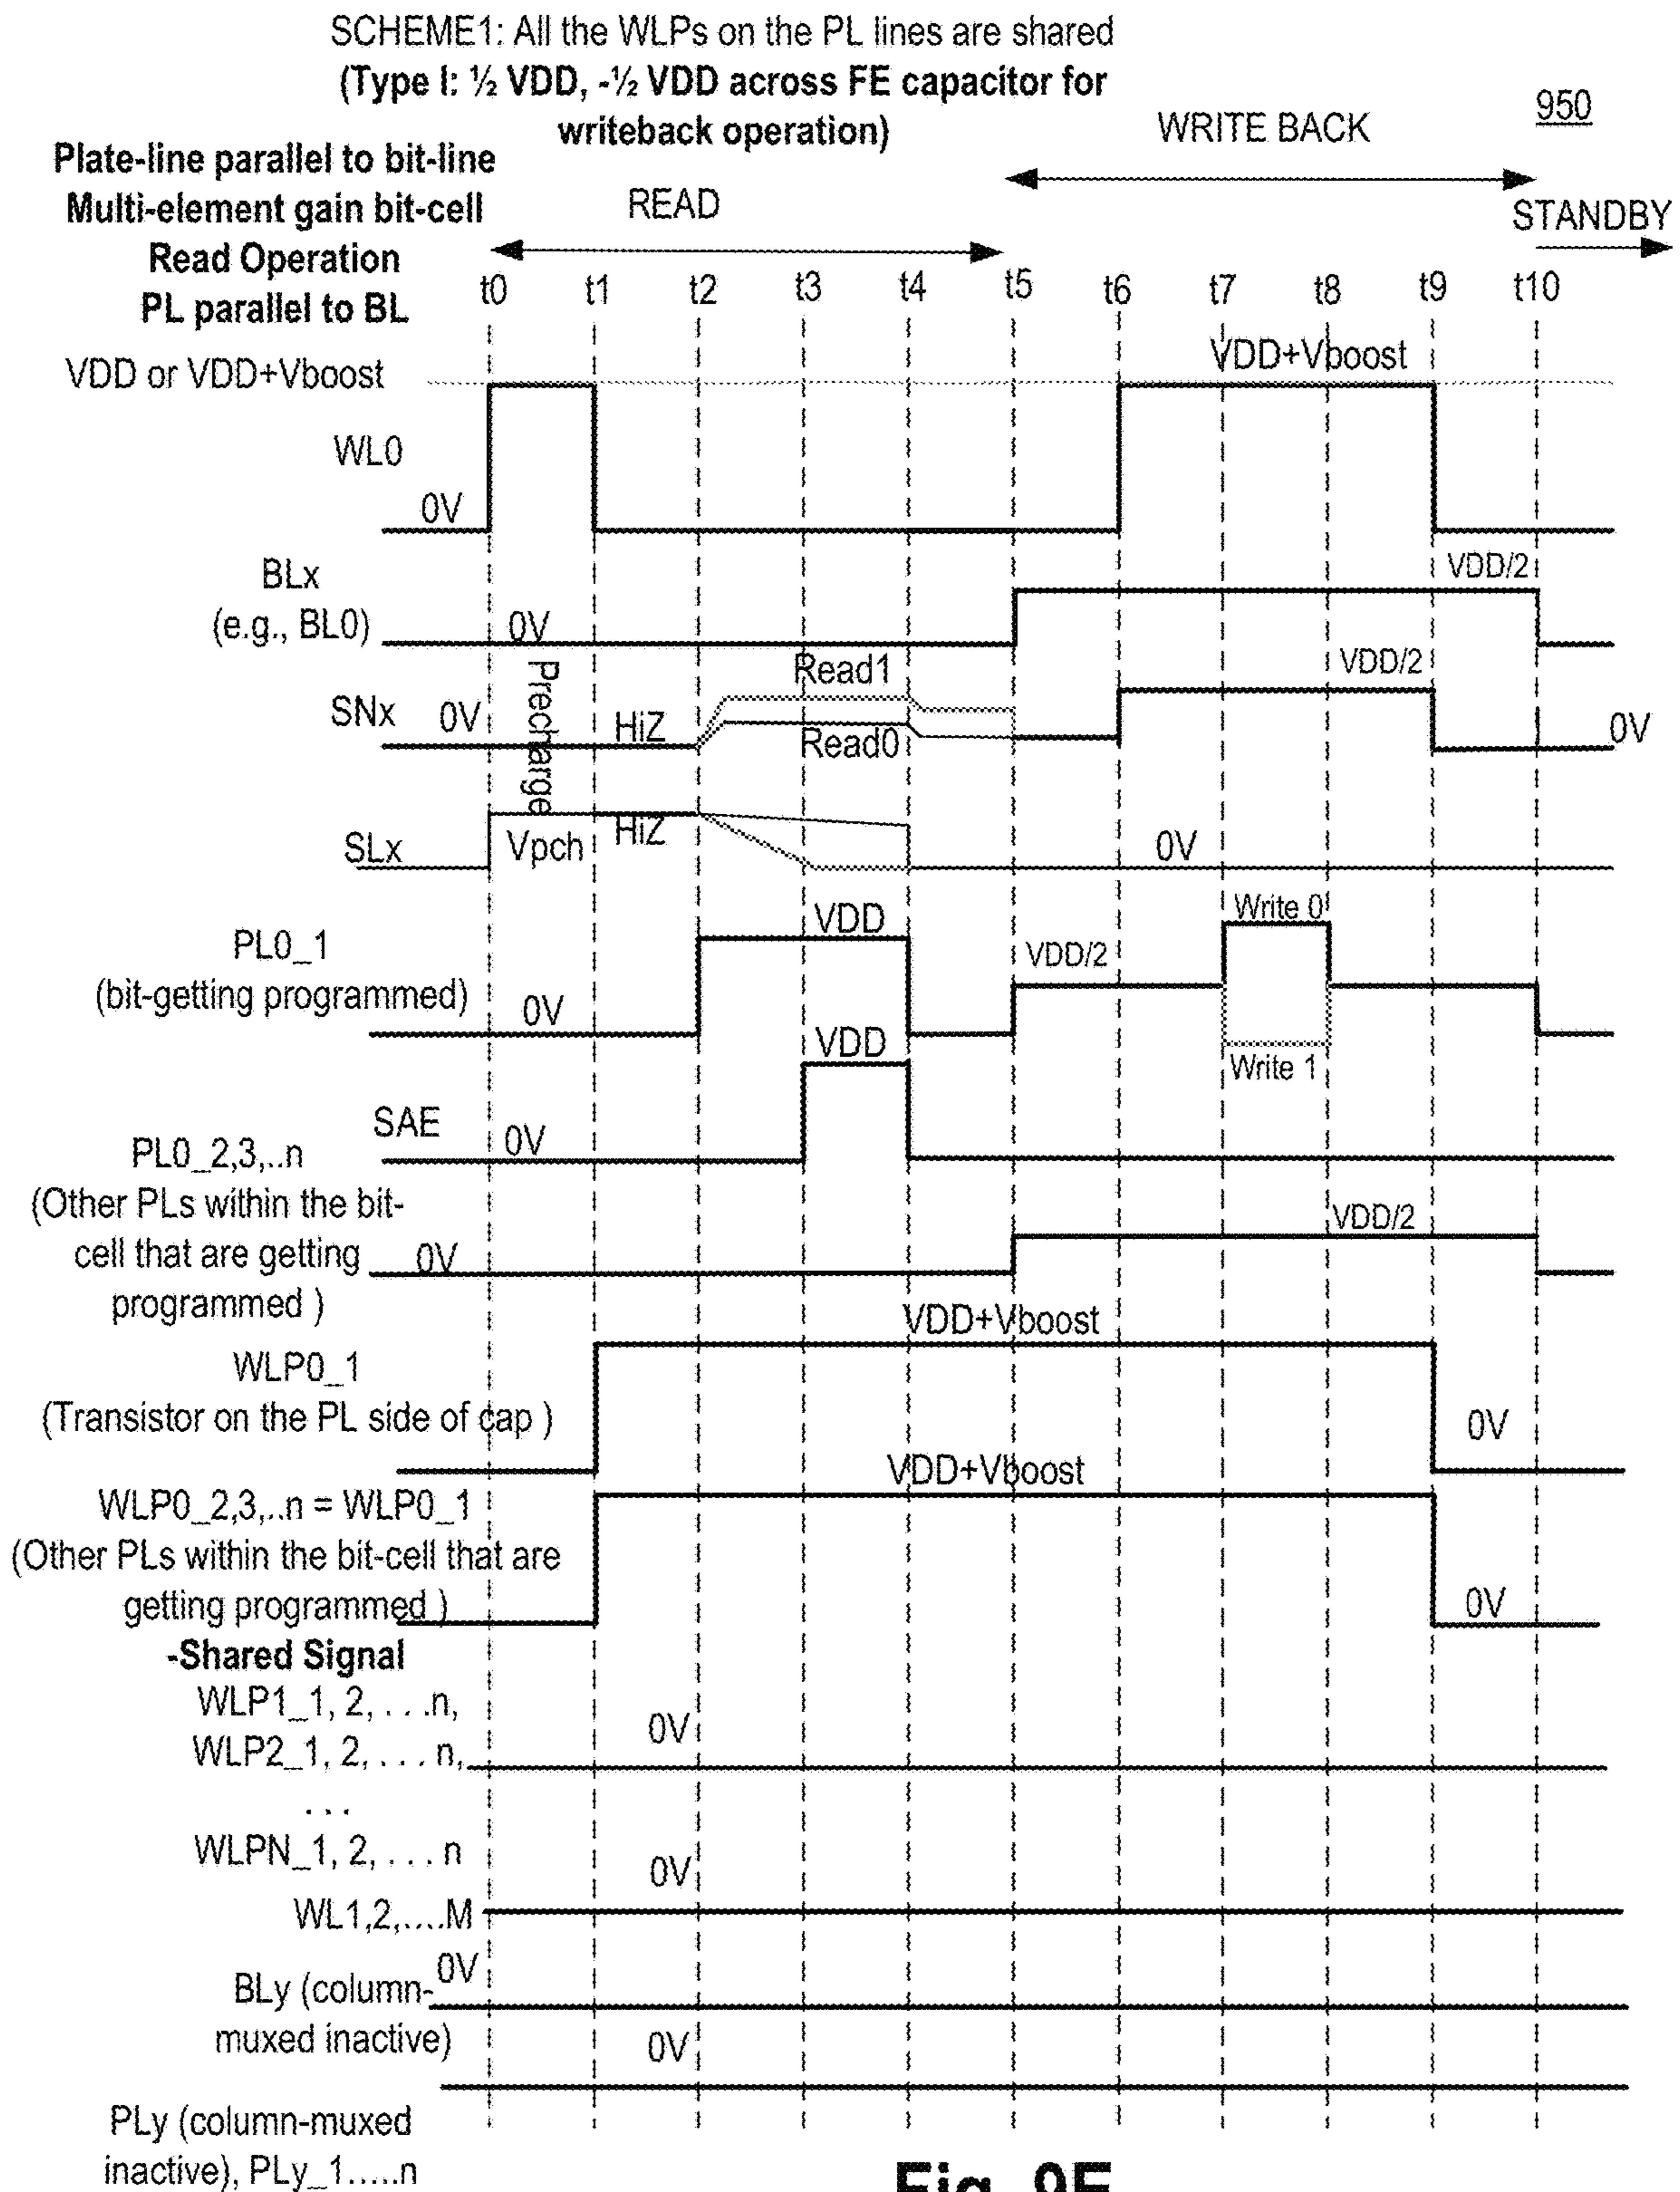 SCHEME1: All the WLPs on the PL lines are shared
(Type I: ½ VDD, -½ VDD across FE capacitor for
writeback operation)
950
WRITE BACK
Plate-line parallel to bit-line
Multi-element gain bit-cell
Read Operation
PL parallel to BL
READ
STANDBY
t0 t1 t2 t3 t4 t5 t6 t7 t8 t9 t10
VDD or VDD+Vboost
VDD+Vboost
WL0
0V
BLx
(e.g., BL0)
0V
VDD/2
Precharge
SNx
0V
HiZ
Read1
Read0
VDD/2
0V
SLx
Vpch
HiZ
0V
PL0_1
(bit-getting programmed)
0V
VDD
VDD/2
Write 0
Write 1
SAE
0V
VDD
PL0_2,3,..n
(Other PLs within the bit-
cell that are getting
programmed )
0V
VDD/2
WLP0_1
(Transistor on the PL side of cap )
VDD+Vboost
0V
WLP0_2,3,..n = WLP0_1
(Other PLs within the bit-cell that are
getting programmed )
-Shared Signal
VDD+Vboost
0V
WLP1_1, 2, . . .n,
WLP2_1, 2, . . . n,
. . .
WLPN_1, 2, . . . n
0V
WL1,2,....M
0V
BLy (column-
muxed inactive)
0V
PLy (column-muxed
inactive), PLy_1.....n
0V
Fig. 9E